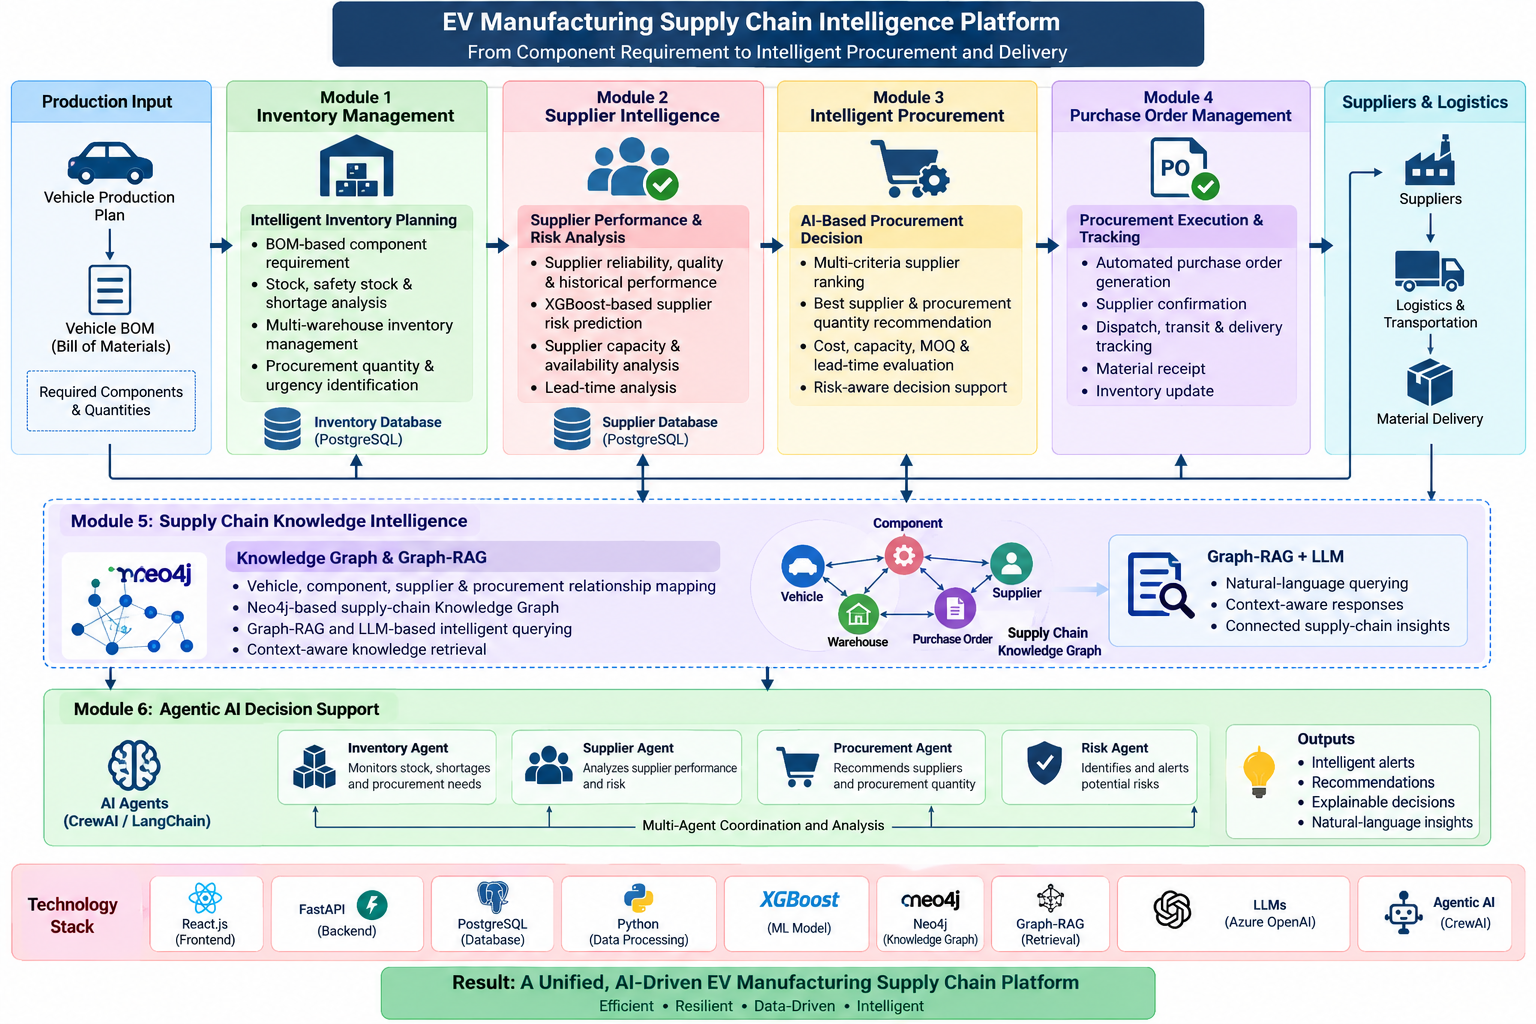 EV Manufacturing Supply Chain Intelligence Platform
From Component Requirement to Intelligent Procurement and Delivery
Production Input
Vehicle Production
Plan
Vehicle BOM
(Bill of Materials)
Required Components
& Quantities
Module 1
Inventory Management
Intelligent Inventory Planning
• BOM-based component
requirement
• Stock, safety stock &
shortage analysis
• Multi-warehouse inventory
management
• Procurement quantity &
urgency identification
Inventory Database
(PostgreSQL)
Module 2
Supplier Intelligence
Supplier Performance &
Risk Analysis
• Supplier reliability, quality
& historical performance
• XGBoost-based supplier
risk prediction
• Supplier capacity &
availability analysis
• Lead-time analysis
Supplier Database
(PostgreSQL)
Module 3
Intelligent Procurement
AI-Based Procurement
Decision
• Multi-criteria supplier
ranking
• Best supplier & procurement
quantity recommendation
• Cost, capacity, MOQ &
lead-time evaluation
• Risk-aware decision support
Module 4
Purchase Order Management
PO
Procurement Execution &
Tracking
• Automated purchase order
generation
• Supplier confirmation
• Dispatch, transit & delivery
tracking
• Material receipt
• Inventory update
Suppliers & Logistics
Suppliers
Logistics &
Transportation
Material Delivery
Module 5: Supply Chain Knowledge Intelligence
neo4j
Knowledge Graph & Graph-RAG
• Vehicle, component, supplier & procurement relationship mapping
• Neo4j-based supply-chain Knowledge Graph
• Graph-RAG and LLM-based intelligent querying
• Context-aware knowledge retrieval
Component
Vehicle
Supplier
Warehouse
Purchase Order
Supply Chain
Knowledge Graph
Graph-RAG + LLM
• Natural-language querying
• Context-aware responses
• Connected supply-chain insights
Module 6: Agentic AI Decision Support
AI Agents
(CrewAI / LangChain)
Inventory Agent
Monitors stock, shortages
and procurement needs
Supplier Agent
Analyzes supplier performance
and risk
Procurement Agent
Recommends suppliers
and procurement quantity
Risk Agent
Identifies and alerts
potential risks
Multi-Agent Coordination and Analysis
Outputs
• Intelligent alerts
• Recommendations
• Explainable decisions
• Natural-language insights
Technology
Stack
React.js
(Frontend)
FastAPI
(Backend)
PostgreSQL
(Database)
Python
(Data Processing)
XGBoost
(ML Model)
neo4j
Neo4j
(Knowledge Graph)
Graph-RAG
(Retrieval)
LLMs
(Azure OpenAI)
Agentic AI
(CrewAI)
Result: A Unified, AI-Driven EV Manufacturing Supply Chain Platform
Efficient • Resilient • Data-Driven • Intelligent